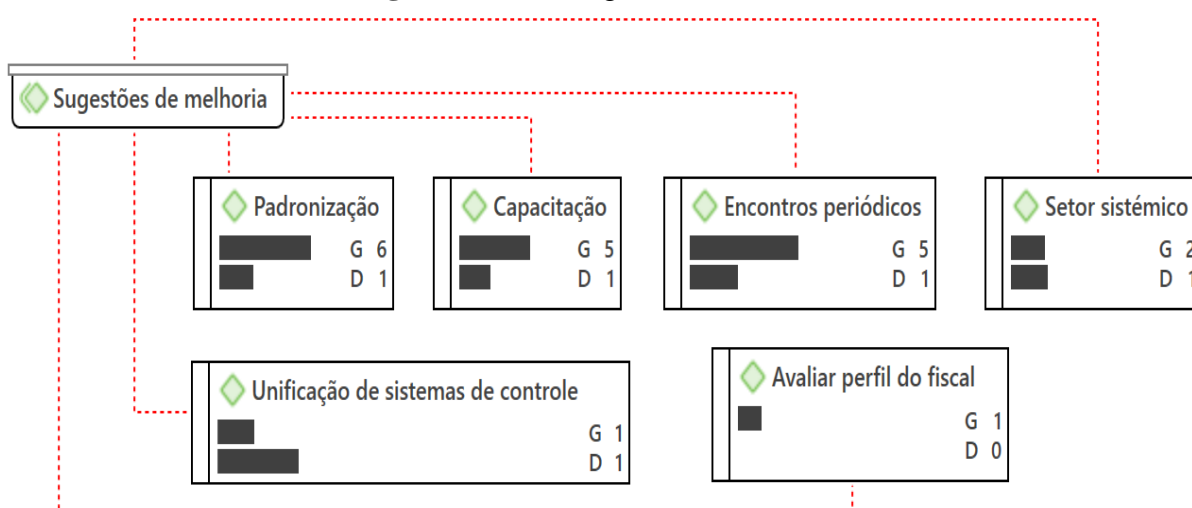 Sugestões de melhoria
Padronização
G 6
D 1
Capacitação
G 5
D 1
Encontros periódicos
G 5
D 1
Setor sistémico
G 2
D 1
Unificação de sistemas de controle
G 1
D 1
Avaliar perfil do fiscal
G 1
D 0